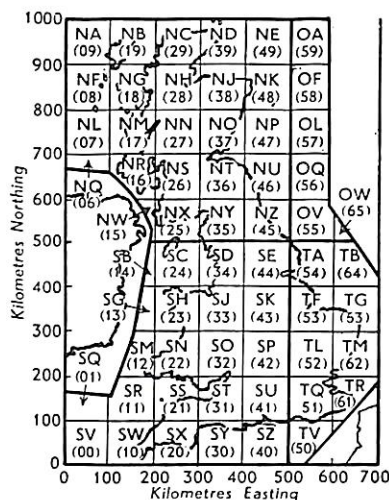 1000 NA NB NC ND NE OA
(09) (19) (29) (39) (49) (59)
900 NF NG NH NJ NK OF
(08) (18) (28) (38) (48) (58)
800 NL NM NN NO NP OL
(07) (17) (27) (37) (47) (57)
700 NR NS NT NU OQ
(16) (26) (36) (46) (56)
600 NQ OW
(06) (65)
NW NX NY NZ OV
(15) (25) (35) (45) (55)
500 SB SC SD SE TA TB
(14) (24) (34) (44) (54) (64)
400 SG SH SJ SK TF TG
(13) (23) (33) (43) (53) (63)
300 SQ SM SN SO SP TL TM
(01) (12) (22) (32) (42) (52) (62)
200 SR SS ST SU TQ TR
(11) (21) (31) (41) (51) (61)
100 SV SW SX SY SZ TV
(00) (10) (20) (30) (40) (50)
0
0 100 200 300 400 500 600 700
Kilometres Easting
Kilometres Northing